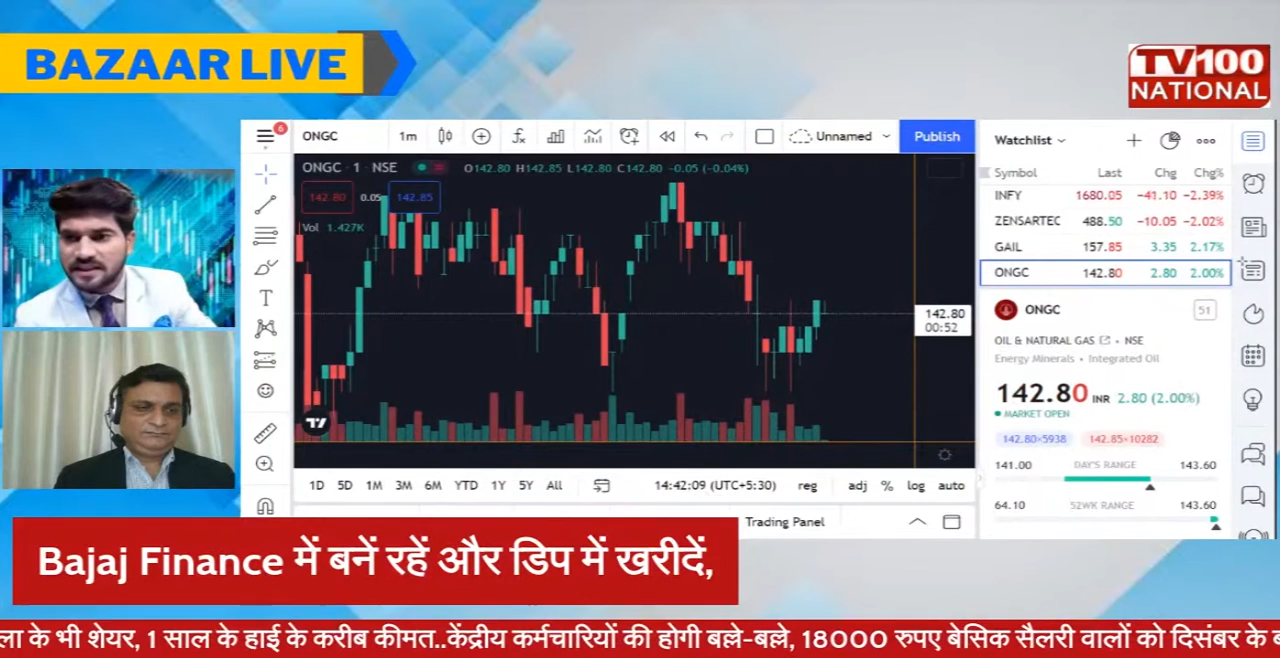 BAZAAR LIVE
TV100
NATIONAL
6
ONGC 1m Unnamed Publish
Watchlist
ONGC · 1 · NSE O142.80 H142.85 L142.80 C142.80 −0.05 (−0.04%)
142.80 0.05 142.85
Vol 1.427K
142.80
00:52
Symbol Last Chg Chg%
INFY 1680.05 −41.10 −2.39%
ZENSARTEC 488.50 −10.05 −2.02%
GAIL 157.85 3.35 2.17%
ONGC 142.80 2.80 2.00%
ONGC 51
OIL & NATURAL GAS • NSE
Energy Minerals • Integrated Oil
142.80 INR 2.80 (2.00%)
• MARKET OPEN
142.80×5938 142.85×10282
141.00 DAY'S RANGE 143.60
64.10 52WK RANGE 143.60
1D 5D 1M 3M 6M YTD 1Y 5Y All 14:42:09 (UTC+5:30) reg adj % log auto
Trading Panel
Bajaj Finance में बनें रहें और डिप में खरीदें,
ला के भी शेयर, 1 साल के हाई के करीब कीमत..केंद्रीय कर्मचारियों की होगी बल्ले-बल्ले, 18000 रुपए बेसिक सैलरी वालों को दिसंबर के